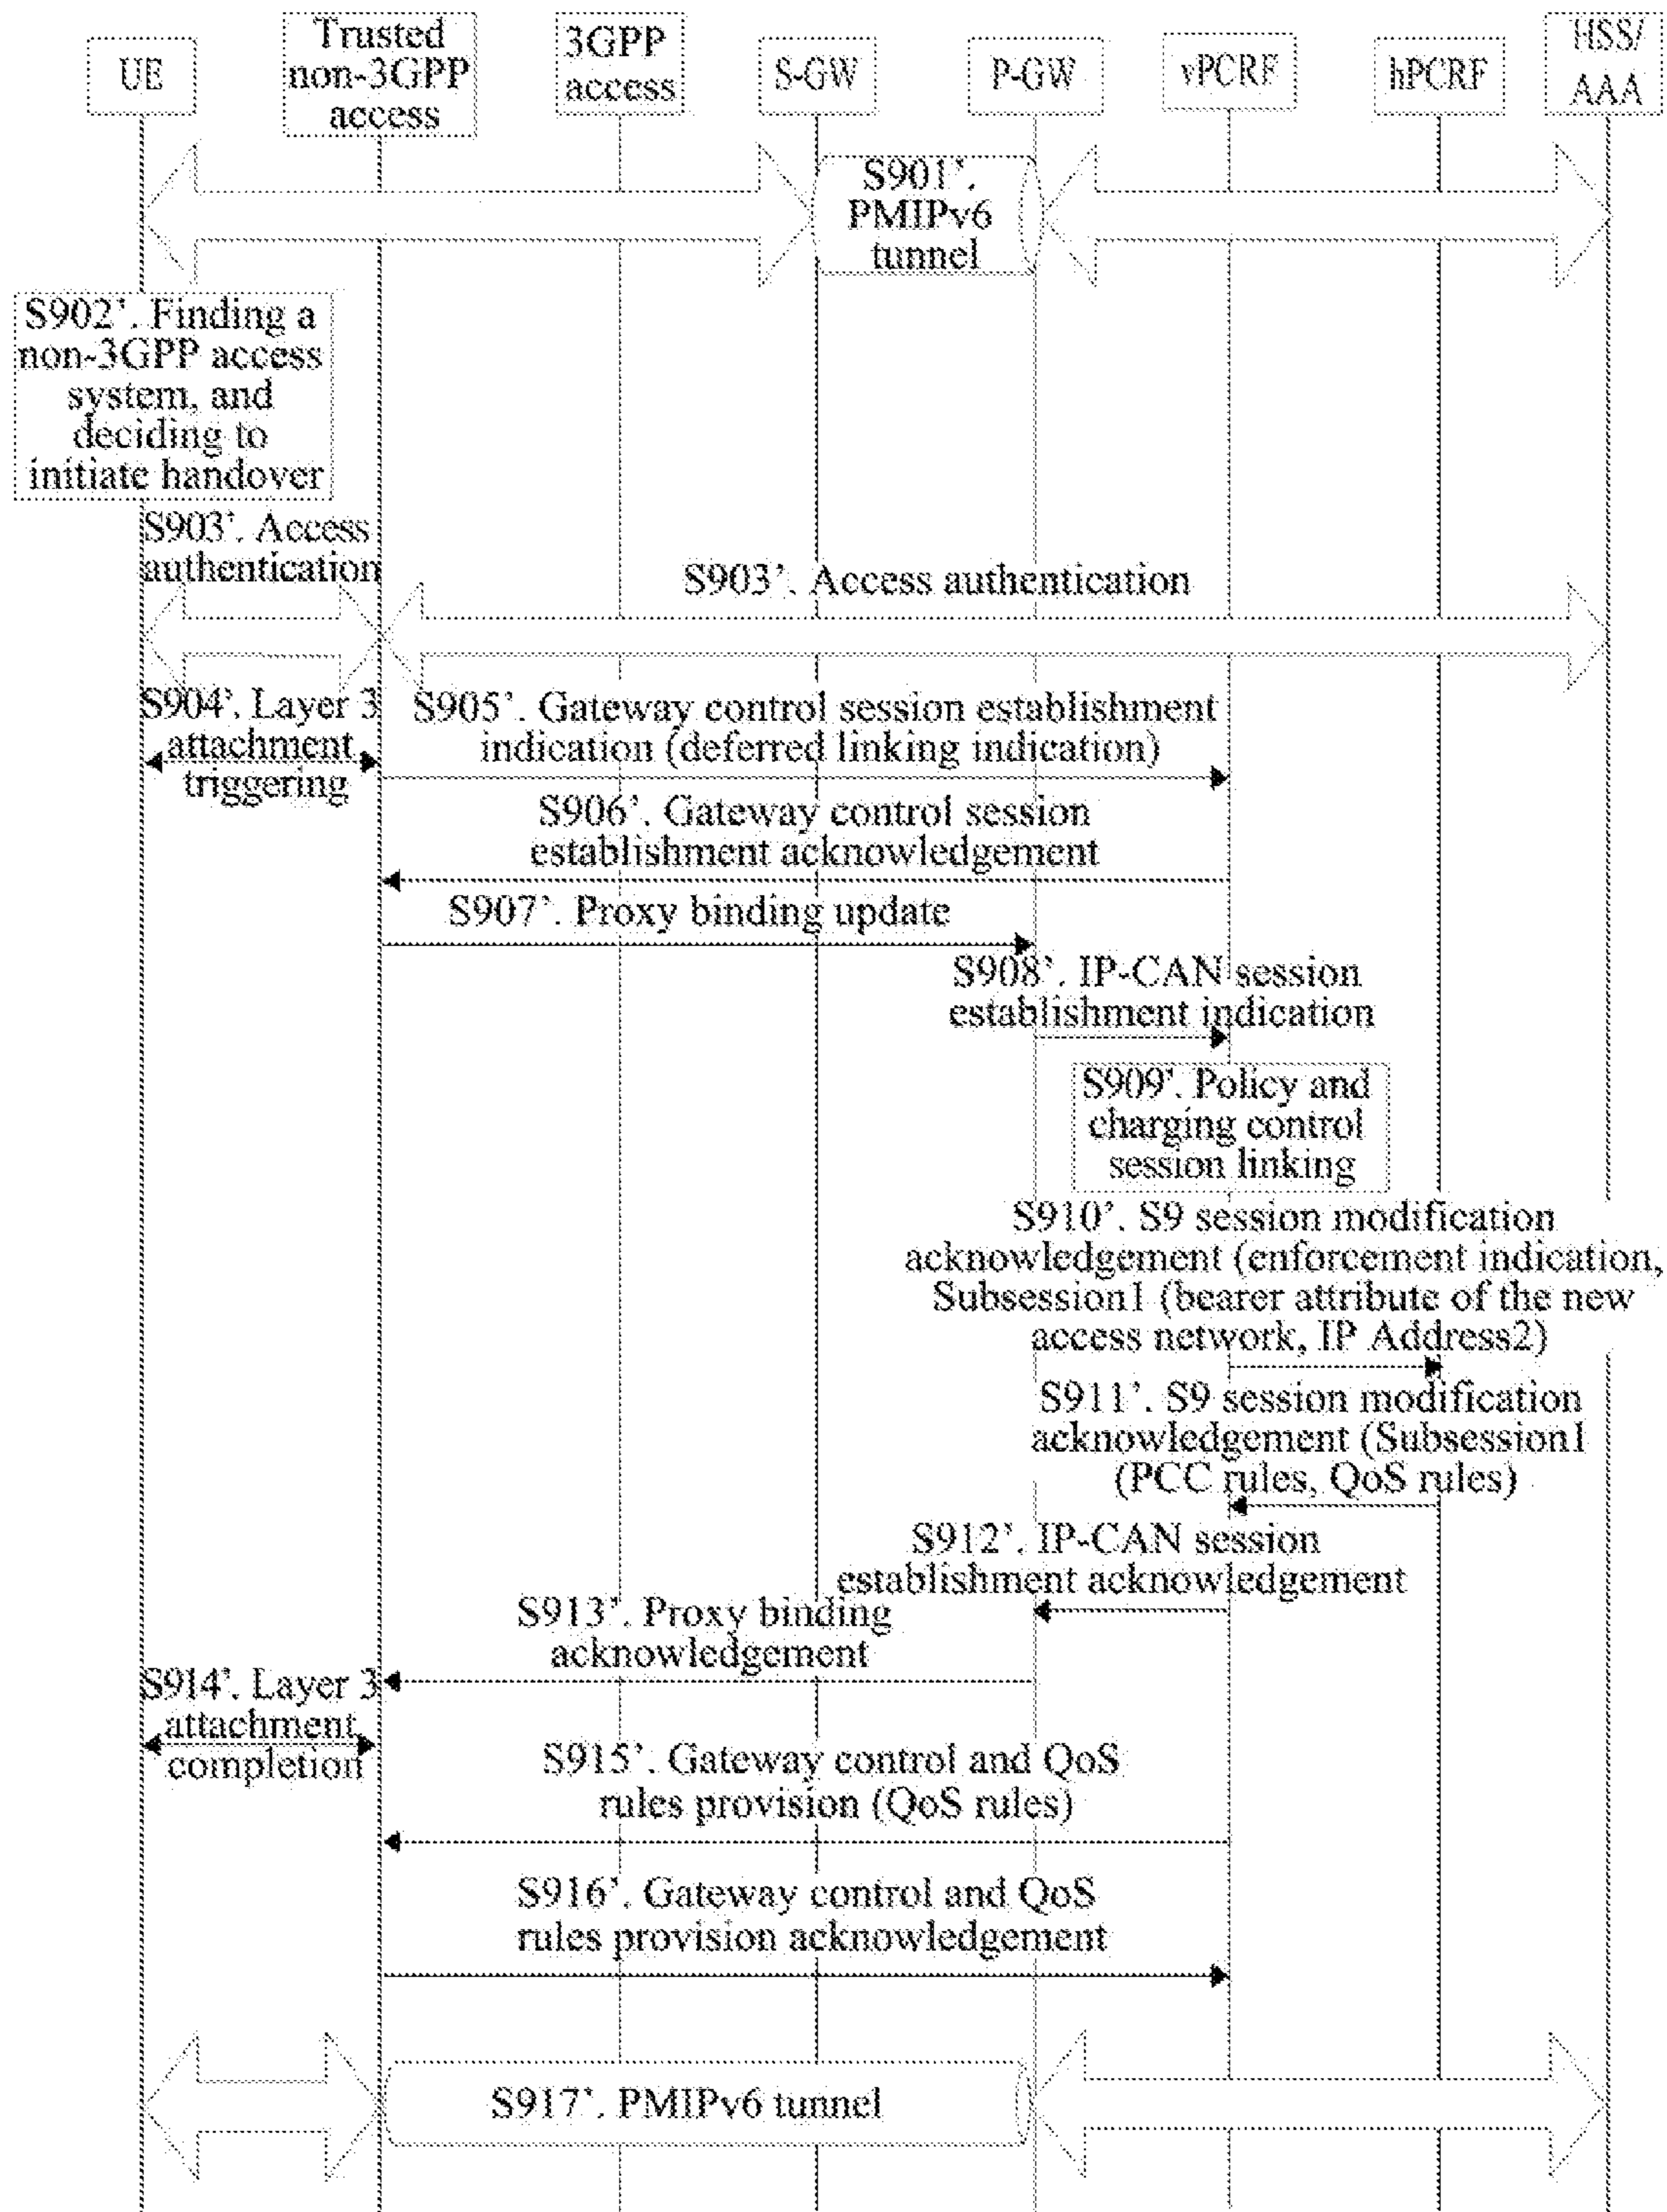 UE
Trusted
non-3GPP
access
3GPP
access
S-GW
P-GW
vPCRF
hPCRF
HSS/
AAA
S901’.
PMIPv6
tunnel
S902’. Finding a
non-3GPP access
system, and
deciding to
initiate handover
S903’. Access
authentication
S903’. Access authentication
S904’. Layer 3
attachment
triggering
S905’. Gateway control session establishment
indication (deferred linking indication)
S906’. Gateway control session
establishment acknowledgement
S907’. Proxy binding update
S908’. IP-CAN session
establishment indication
S909’. Policy and
charging control
session linking
S910’. S9 session modification
acknowledgement (enforcement indication,
Subsession1 (bearer attribute of the new
access network, IP Address2)
S911’. S9 session modification
acknowledgement (Subsession1
(PCC rules, QoS rules)
S912’. IP-CAN session
establishment acknowledgement
S913’. Proxy binding
acknowledgement
S914’. Layer 3
attachment
completion
S915’. Gateway control and QoS
rules provision (QoS rules)
S916’. Gateway control and QoS
rules provision acknowledgement
S917’. PMIPv6 tunnel